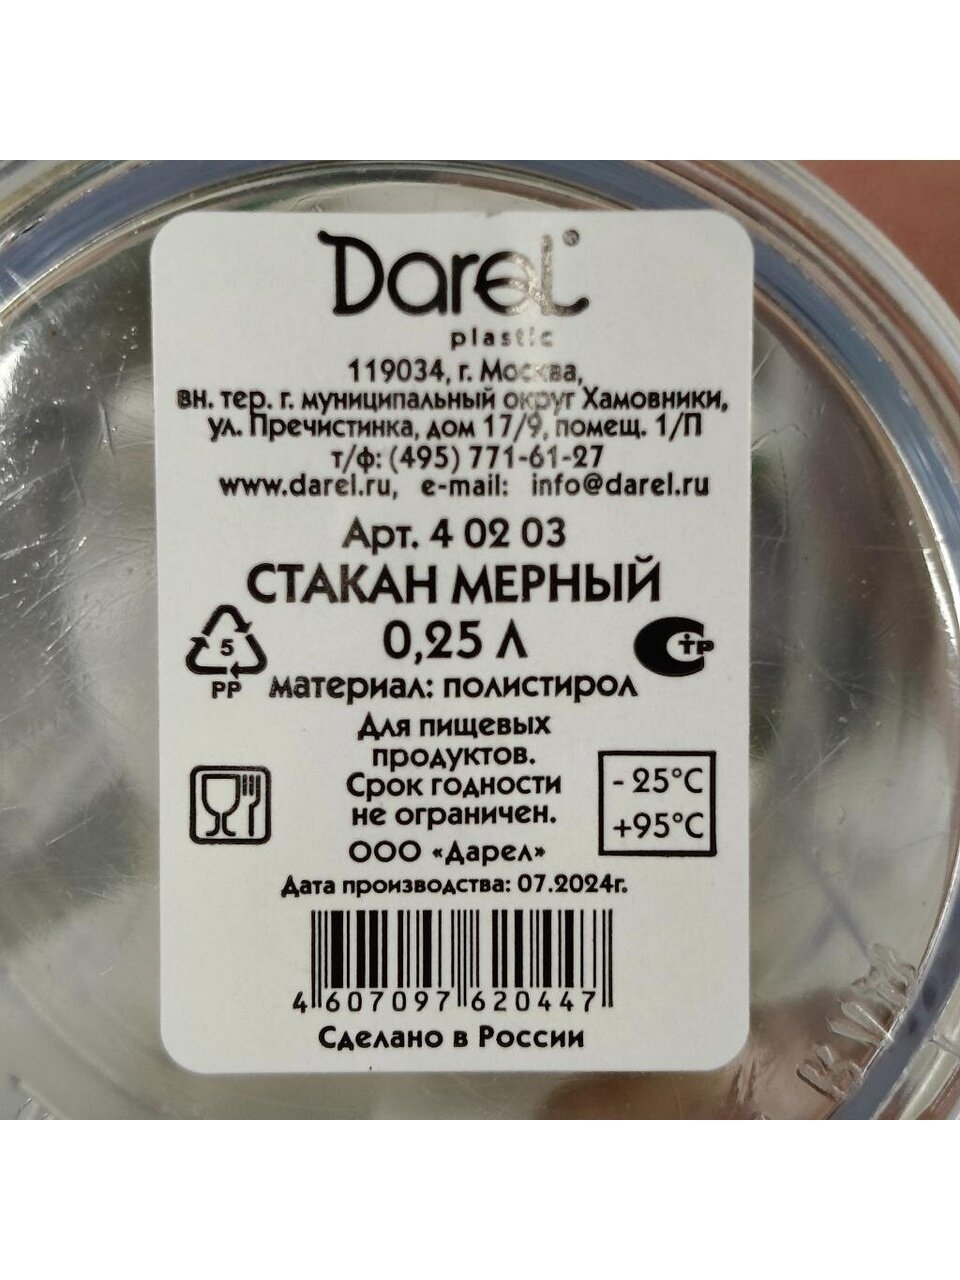 Darel®
plastic
119034, г. Москва,
вн. тер. г. муниципальный округ Хамовники,
ул. Пречистинка, дом 17/9, помещ. 1/П
т/ф: (495) 771-61-27
www.darel.ru, e-mail: info@darel.ru
Арт. 4 02 03
СТАКАН МЕРНЫЙ
0,25 Л
5
PP
материал: полистирол
Для пищевых
продуктов.
Срок годности
не ограничен.
- 25°C
+95°C
ООО «Дарел»
Дата производства: 07.2024г.
4 607097 620447
Сделано в России